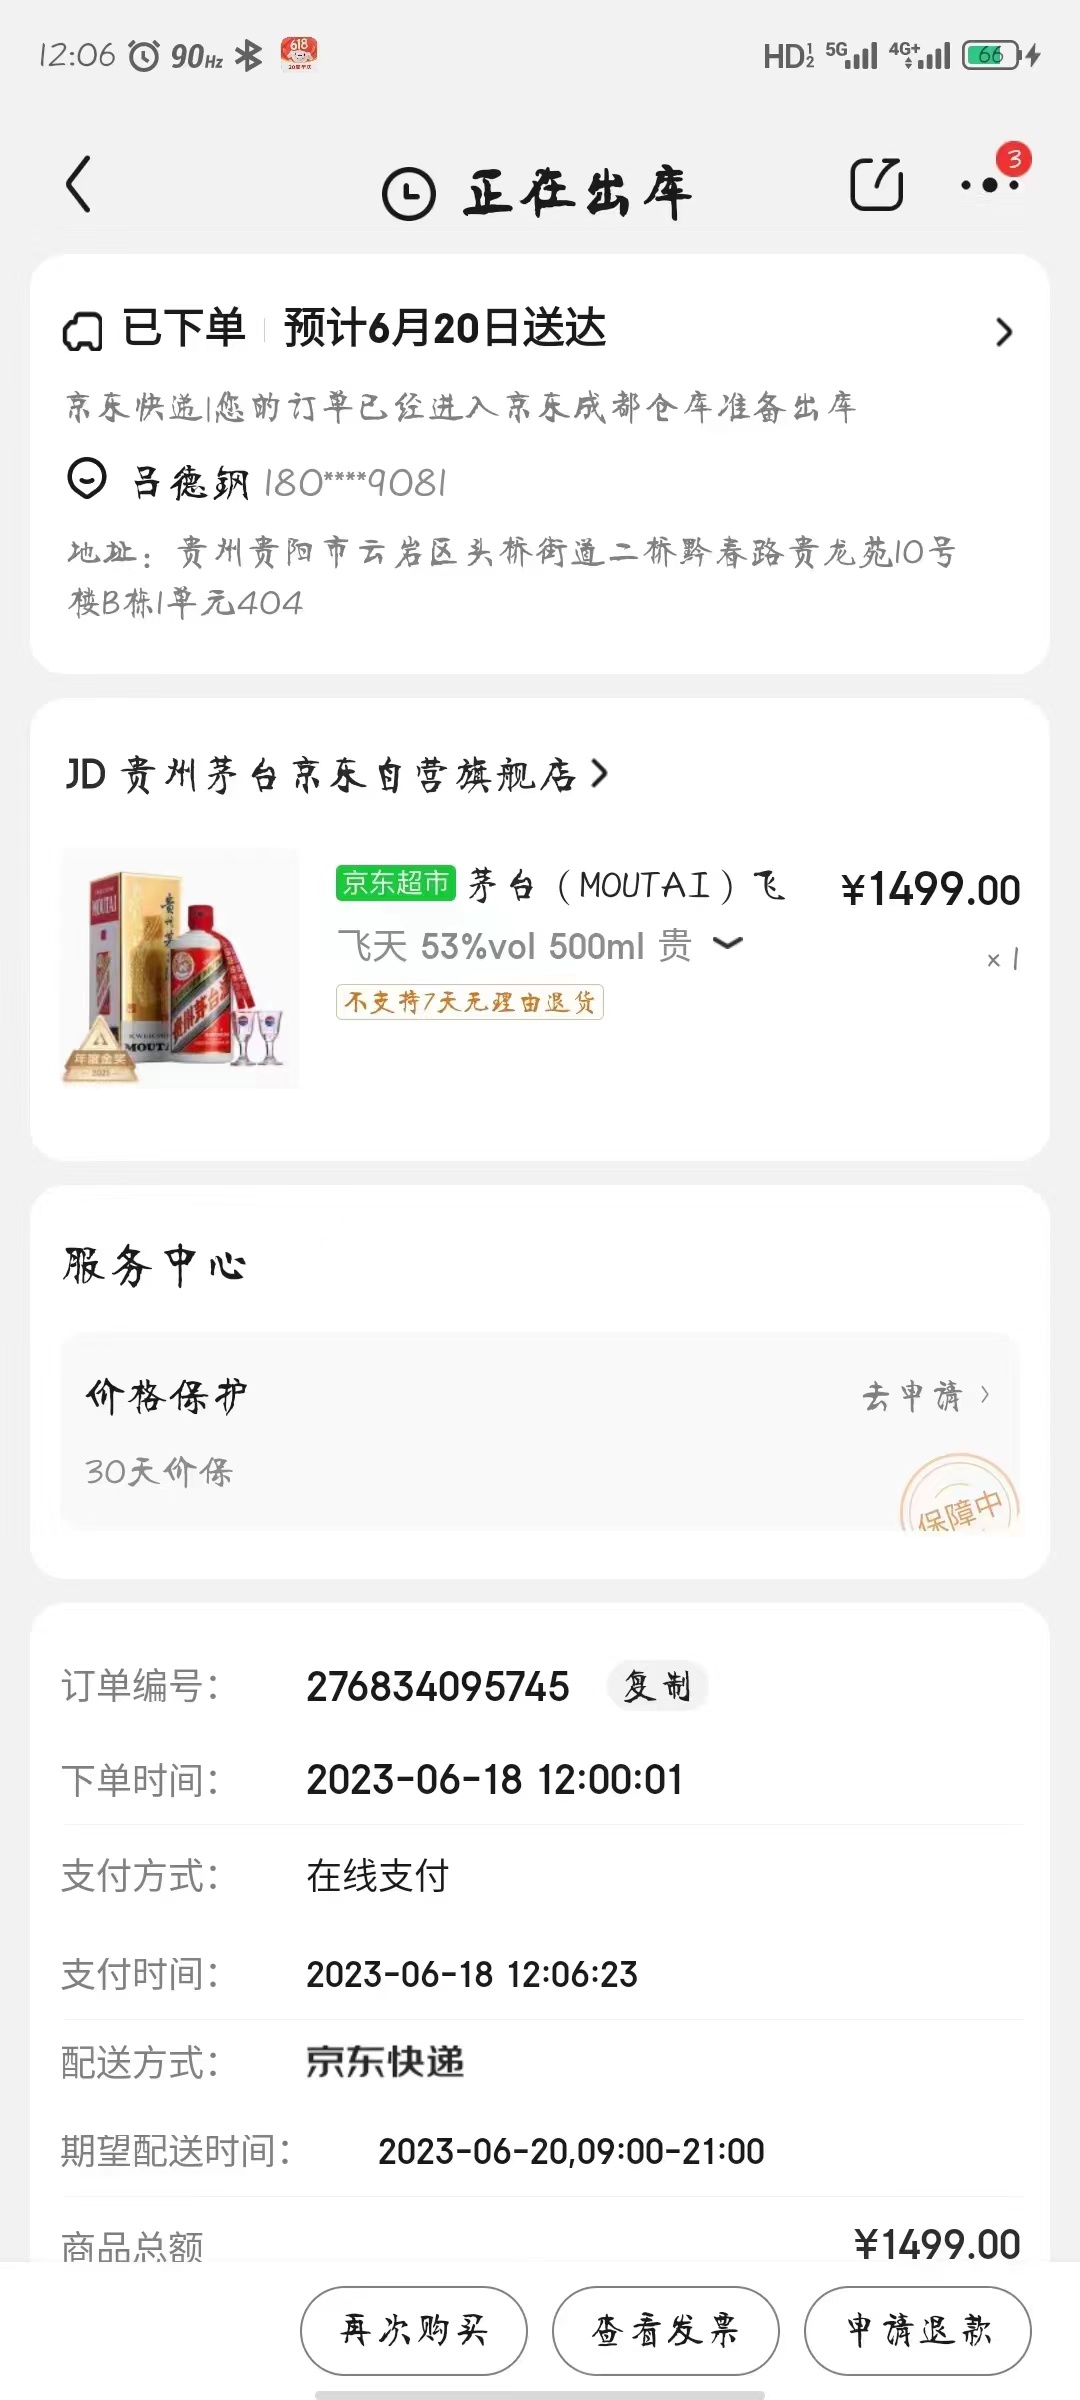 12:06 90Hz 618 HD 1 2 5G 4G+ 66
正在出库 3
已下单 预计6月20日送达
京东快递|您的订单已经进入京东成都仓库准备出库
吕德钢 180****9081
地址：贵州贵阳市云岩区头桥街道二桥黔春路贵龙苑10号
楼B栋1单元404
JD 贵州茅台京东自营旗舰店
京东超市 茅台（MOUTAI）飞 ¥1499.00
飞天 53%vol 500ml 贵 ×1
不支持7天无理由退货
MOUTAI
年度金奖
2021
服务中心
价格保护 去申请
30天价保
保障中
订单编号： 276834095745 复制
下单时间： 2023-06-18 12:00:01
支付方式： 在线支付
支付时间： 2023-06-18 12:06:23
配送方式： 京东快递
期望配送时间： 2023-06-20,09:00-21:00
商品总额 ¥1499.00
再次购买 查看发票 申请退款